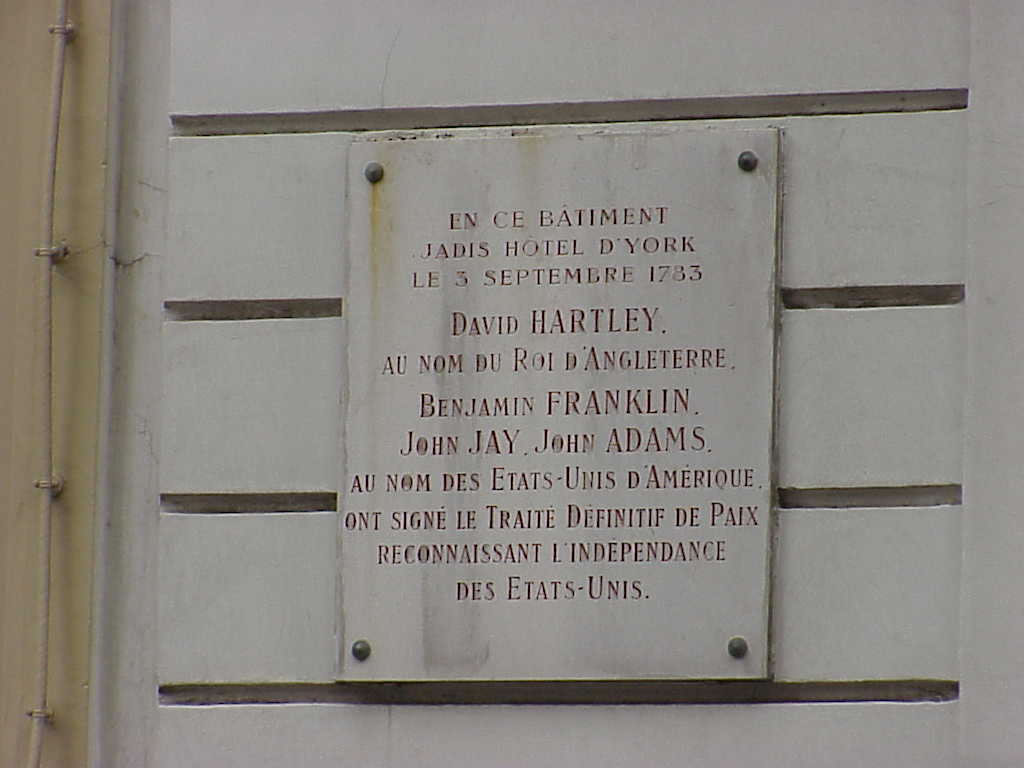 EN CE BÂTIMENT
JADIS HÔTEL D'YORK
LE 3 SEPTEMBRE 1783
DAVID HARTLEY,
AU NOM DU ROI D'ANGLETERRE,
BENJAMIN FRANKLIN,
JOHN JAY, JOHN ADAMS,
AU NOM DES ETATS-UNIS D'AMÉRIQUE,
ONT SIGNÉ LE TRAITÉ DÉFINITIF DE PAIX
RECONNAISSANT L'INDÉPENDANCE
DES ETATS-UNIS.